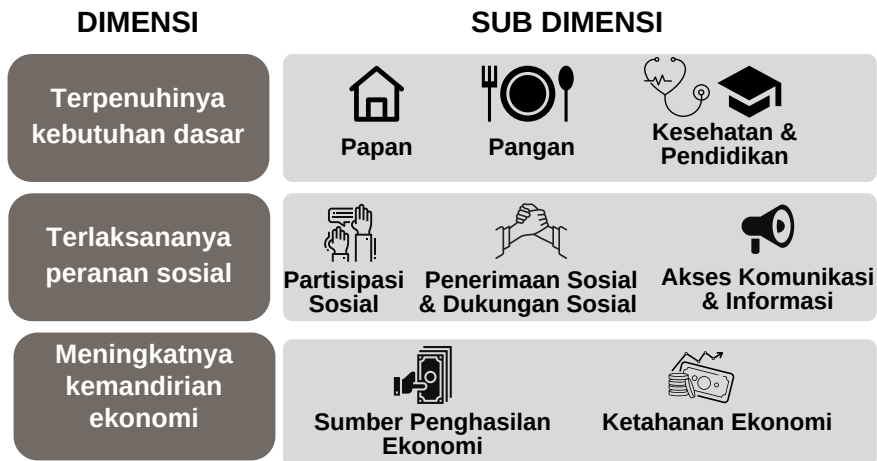 DIMENSI
SUB DIMENSI
Terpenuhinya
kebutuhan dasar
Papan
Pangan
Kesehatan &
Pendidikan
Terlaksananya
peranan sosial
Partisipasi
Sosial
Penerimaan Sosial
& Dukungan Sosial
Akses Komunikasi
& Informasi
Meningkatnya
kemandirian
ekonomi
Sumber Penghasilan
Ekonomi
Ketahanan Ekonomi